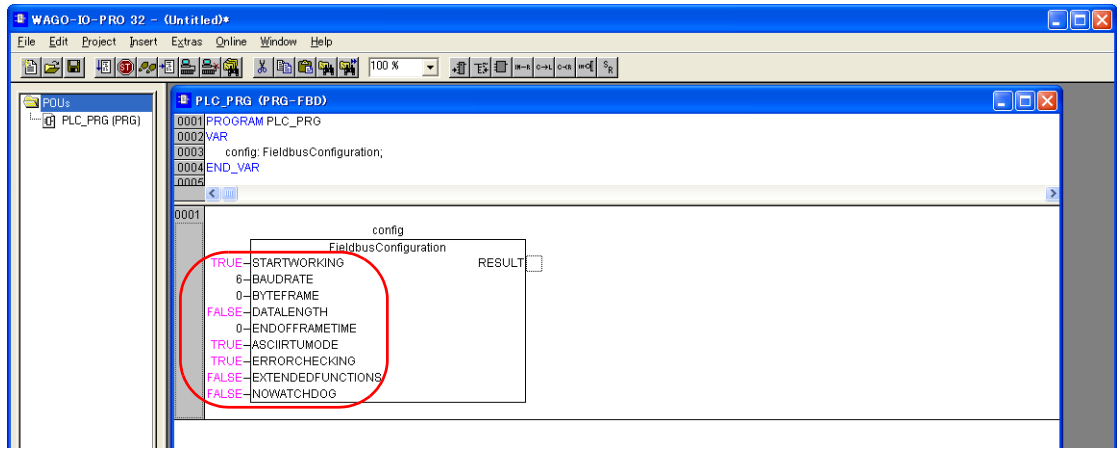 WAGO-IO-PRO 32 - (Untitled)*
File Edit Project Insert Extras Online Window Help
100 %
POUs
PLC_PRG (PRG)
PLC_PRG (PRG-FBD)
0001 PROGRAM PLC_PRG
0002 VAR
0003 config: FieldbusConfiguration;
0004 END_VAR
0005
0001
config
FieldbusConfiguration
TRUE STARTWORKING RESULT
6 BAUDRATE
0 BYTEFRAME
FALSE DATALENGTH
0 ENDOFFRAMETIME
TRUE ASCIIRTUMODE
TRUE ERRORCHECKING
FALSE EXTENDEDFUNCTIONS
FALSE NOWATCHDOG